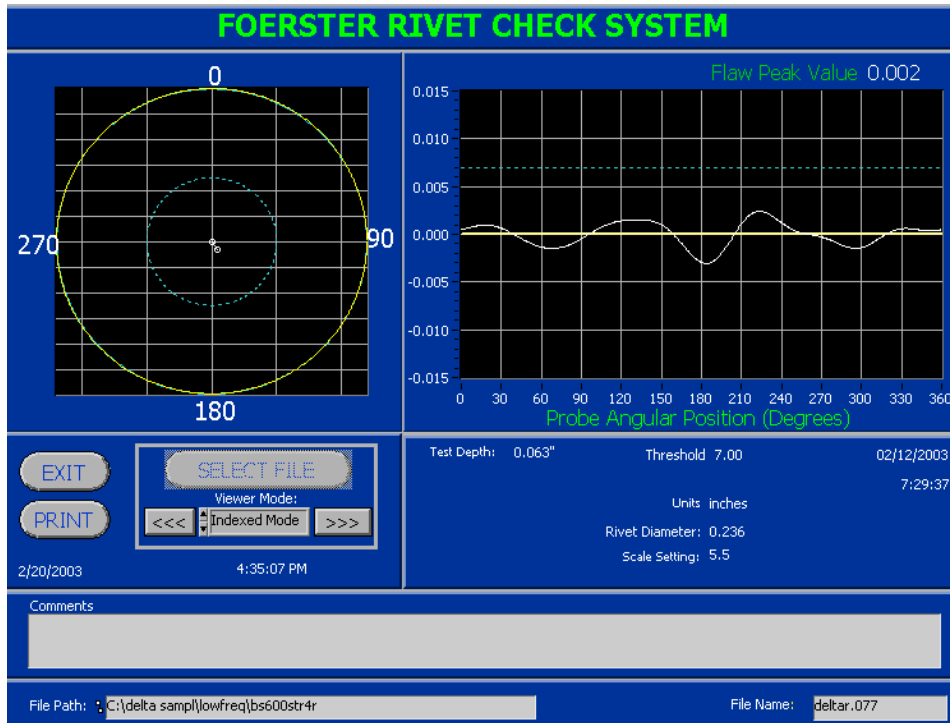 FOERSTER RIVET CHECK SYSTEM
0
270
90
180
Flaw Peak Value 0.002
0.015
0.010
0.005
0.000
-0.005
-0.010
-0.015
0 30 60 90 120 150 180 210 240 270 300 330 360
Probe Angular Position (Degrees)
EXIT
PRINT
SELECT FILE
Viewer Mode:
<<< Indexed Mode >>>
2/20/2003 4:35:07 PM
Test Depth: 0.063" Threshold 7.00 02/12/2003
7:29:37
Units inches
Rivet Diameter: 0.236
Scale Setting: 5.5
Comments
File Path: C:\delta sampl\lowfreq\bs600str4r File Name: deltar.077